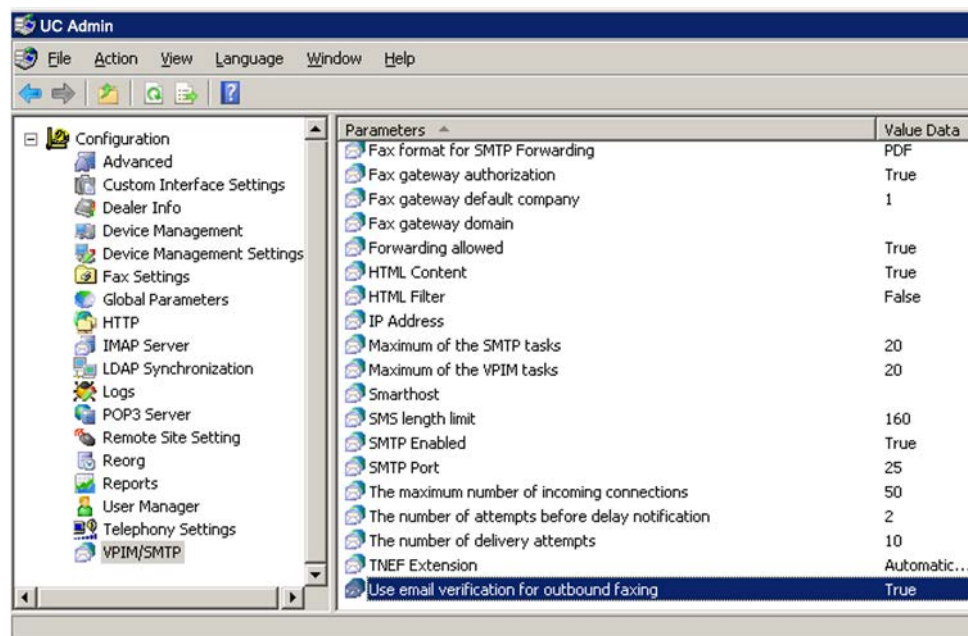 UC Admin
File Action View Language Window Help
Configuration
Advanced
Custom Interface Settings
Dealer Info
Device Management
Device Management Settings
Fax Settings
Global Parameters
HTTP
IMAP Server
LDAP Synchronization
Logs
POP3 Server
Remote Site Setting
Reorg
Reports
User Manager
Telephony Settings
VPIM/SMTP
Parameters Value Data
Fax format for SMTP Forwarding PDF
Fax gateway authorization True
Fax gateway default company 1
Fax gateway domain
Forwarding allowed True
HTML Content True
HTML Filter False
IP Address
Maximum of the SMTP tasks 20
Maximum of the VPIM tasks 20
Smarthost
SMS length limit 160
SMTP Enabled True
SMTP Port 25
The maximum number of incoming connections 50
The number of attempts before delay notification 2
The number of delivery attempts 10
TNEF Extension Automatic...
Use email verification for outbound faxing True